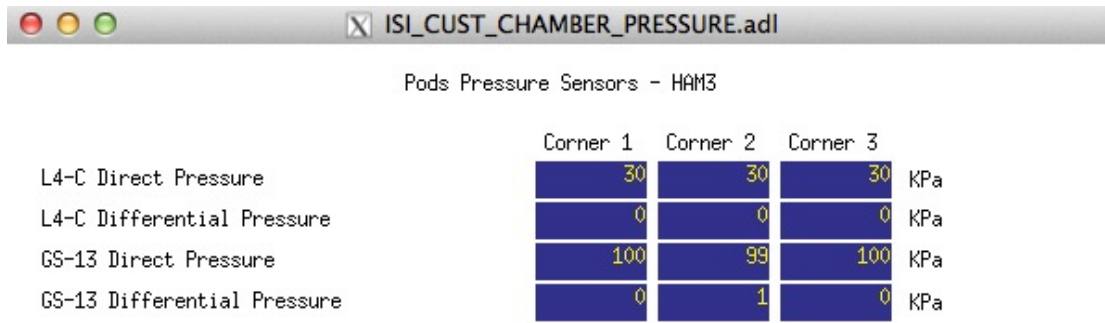 X ISI_CUST_CHAMBER_PRESSURE.adl
Pods Pressure Sensors - HAM3
Corner 1 Corner 2 Corner 3
L4-C Direct Pressure 30 30 30 KPa
L4-C Differential Pressure 0 0 0 KPa
GS-13 Direct Pressure 100 99 100 KPa
GS-13 Differential Pressure 0 1 0 KPa